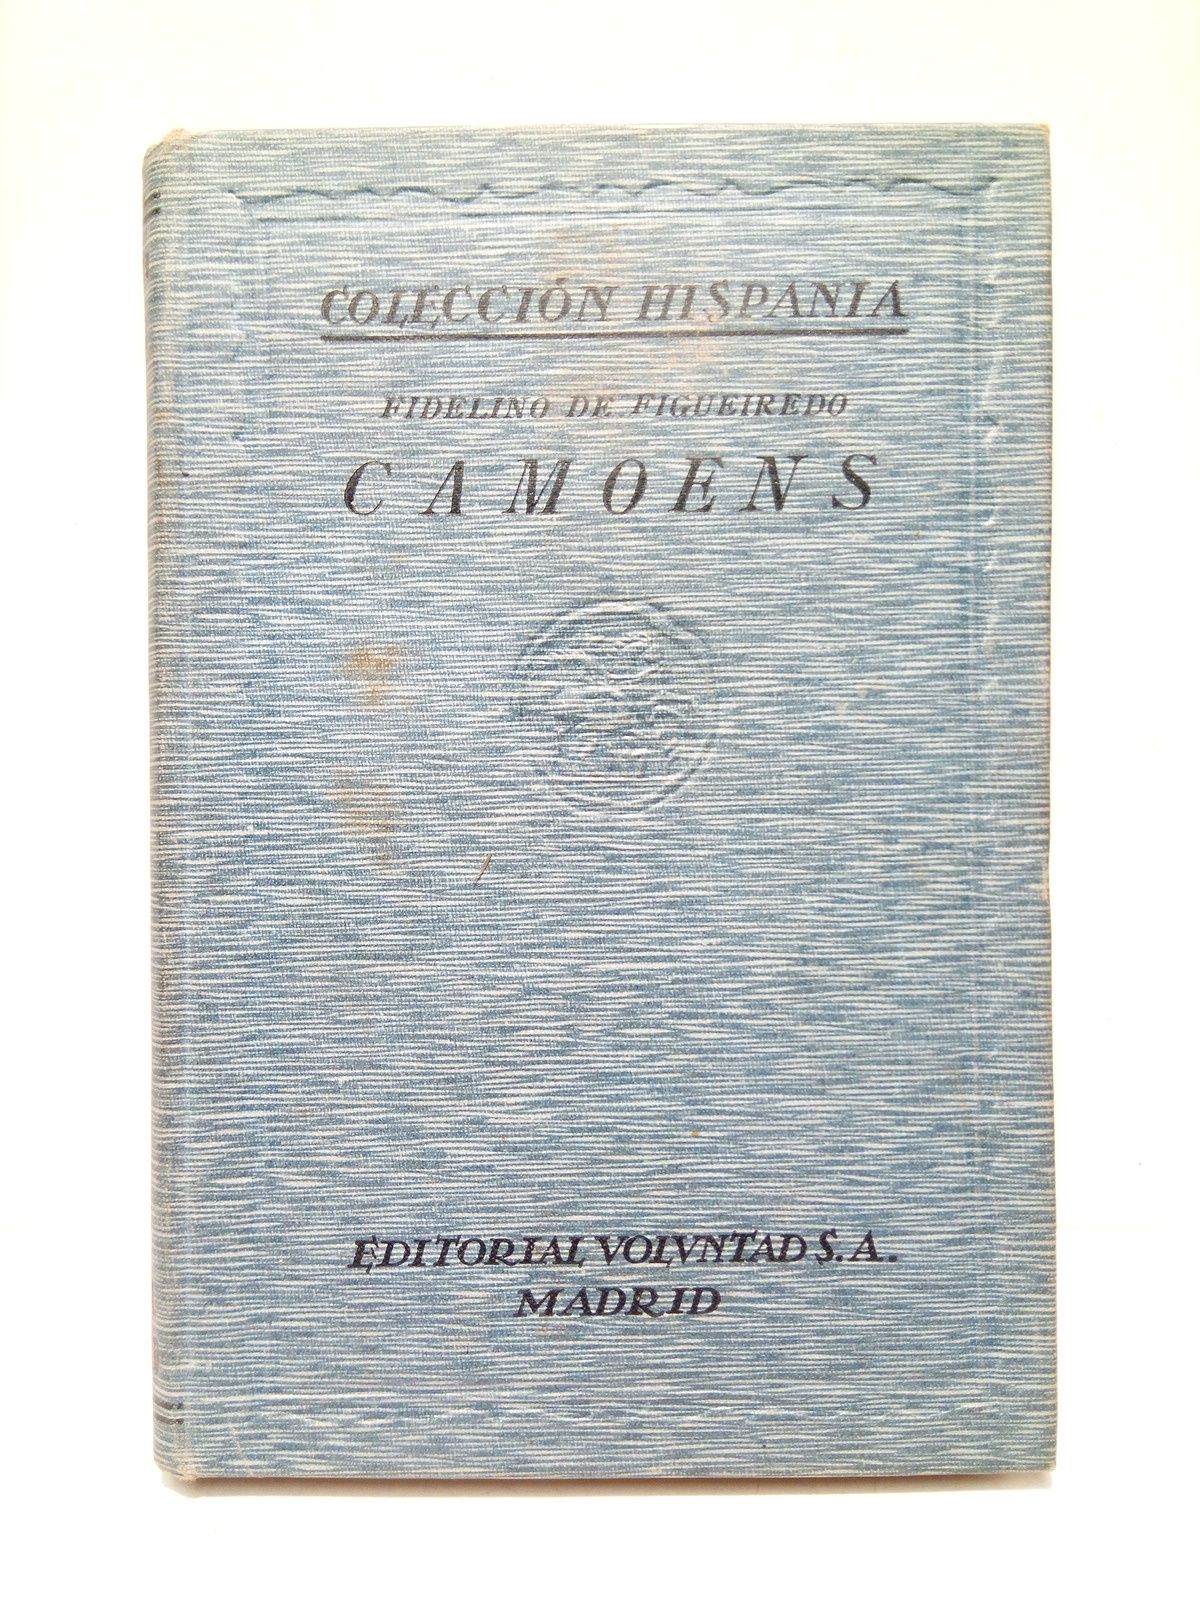 COLECCIÓN HISPANIA
FIDELINO DE FIGUEIREDO
CAMOENS
EDITORIAL VOLVNTAD S.A.
MADRID